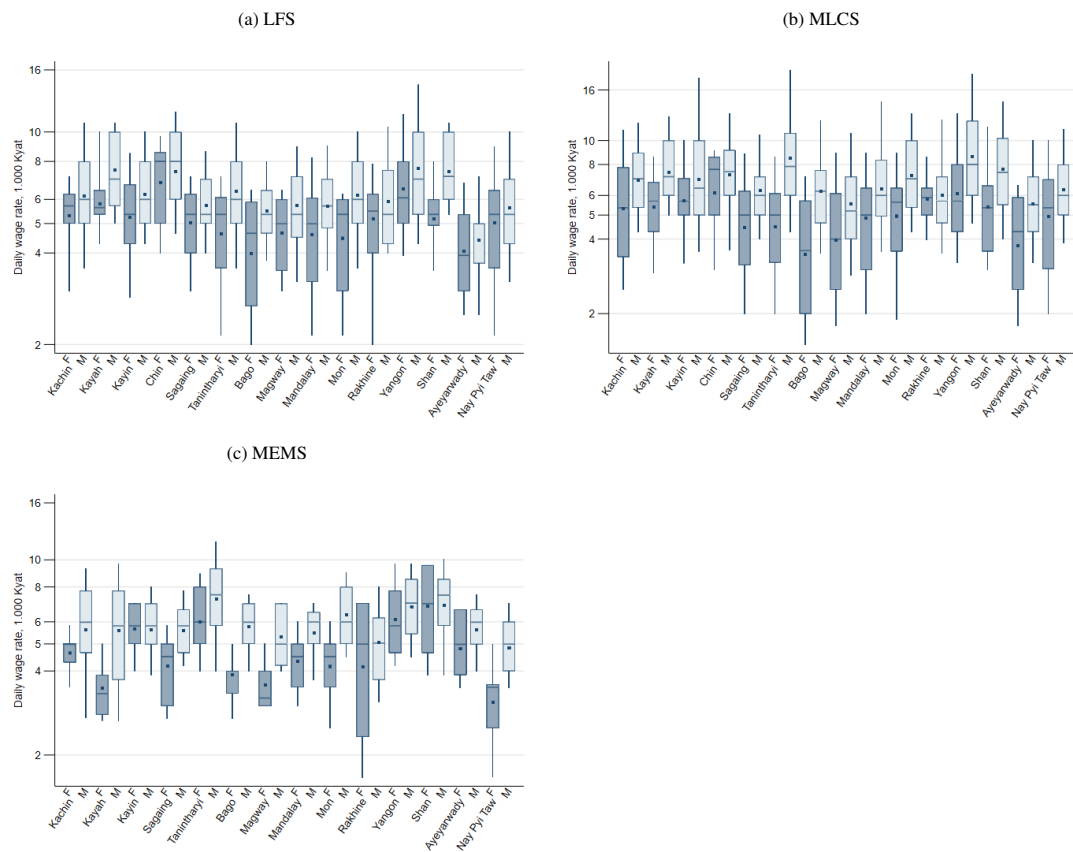 (a) LFS
Daily wage rate, 1.000 Kyat
16
10
8
6
5
4
2
Kachin F M Kayah F M Kayin F M Chin F M Sagaing F M Tanintharyi F M Bago F M Magway F M Mandalay F M Mon F M Rakhine F M Yangon F M Shan F M Ayeyarwady F M Nay Pyi Taw F M
(b) MLCS
Daily wage rate, 1.000 Kyat
16
10
8
6
5
4
2
Kachin F M Kayah F M Kayin F M Chin F M Sagaing F M Tanintharyi F M Bago F M Magway F M Mandalay F M Mon F M Rakhine F M Yangon F M Shan F M Ayeyarwady F M Nay Pyi Taw F M
(c) MEMS
Daily wage rate, 1.000 Kyat
16
10
8
6
5
4
2
Kachin F M Kayah F M Kayin F M Sagaing F M Tanintharyi F M Bago F M Magway F M Mandalay F M Mon F M Rakhine F M Yangon F M Shan F M Ayeyarwady F M Nay Pyi Taw F M